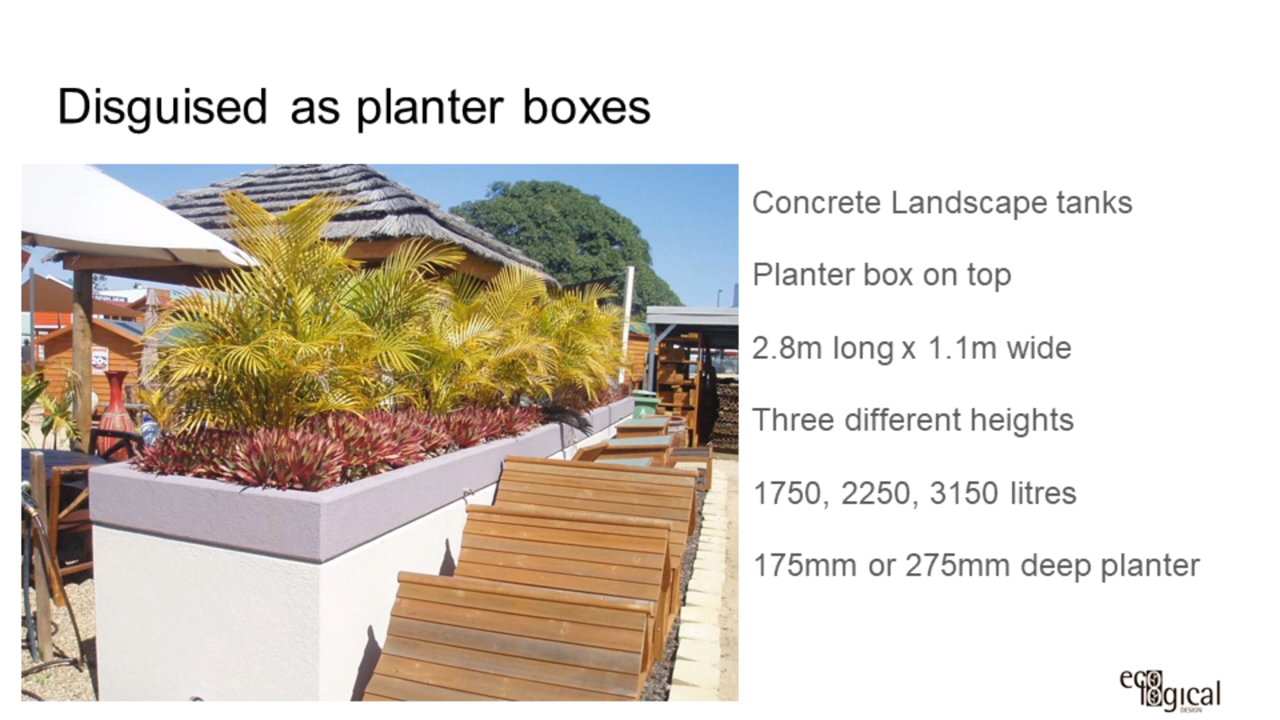 Disguised as planter boxes
Concrete Landscape tanks
Planter box on top
2.8m long x 1.1m wide
Three different heights
1750, 2250, 3150 litres
175mm or 275mm deep planter
ecological
DESIGN